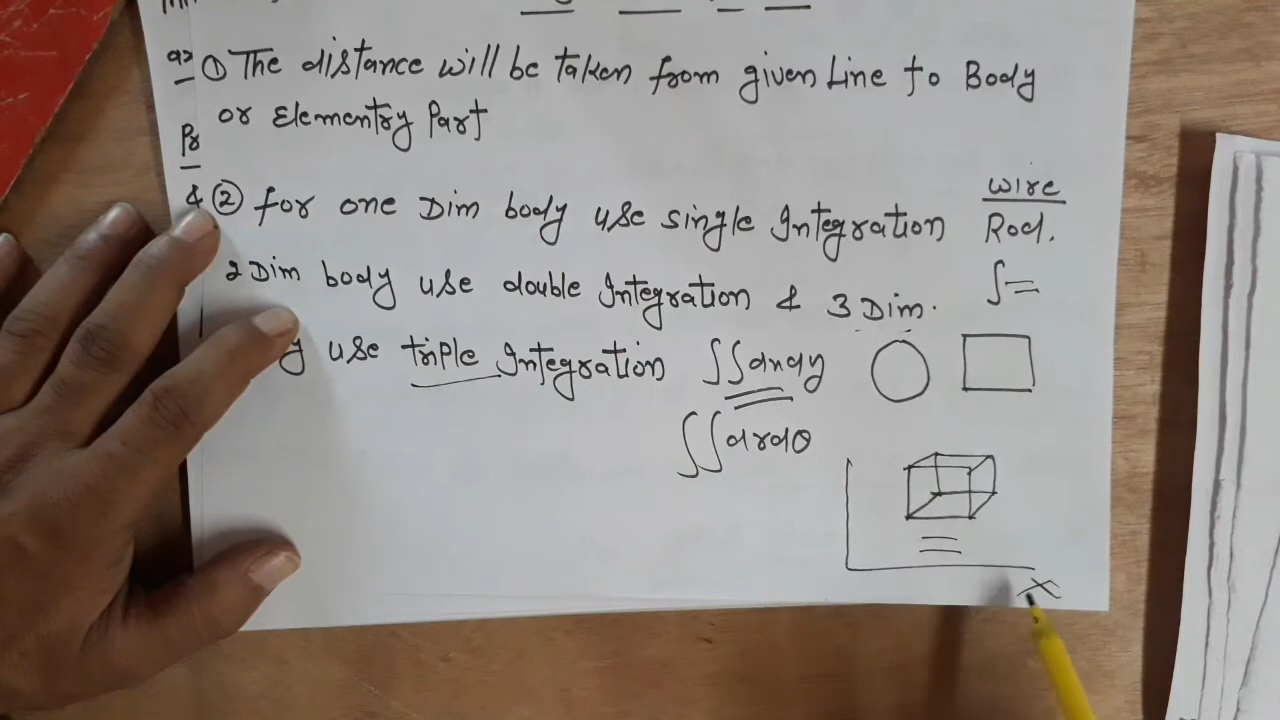 ① The distance will be taken from given Line to Body
or Elementry Part
& ② for one Dim body use single Integration
wire
Rod.
2 Dim body use double Integration & 3 Dim.
∫=
y use triple Integration ∫∫dxdy
∫∫drdθ
x